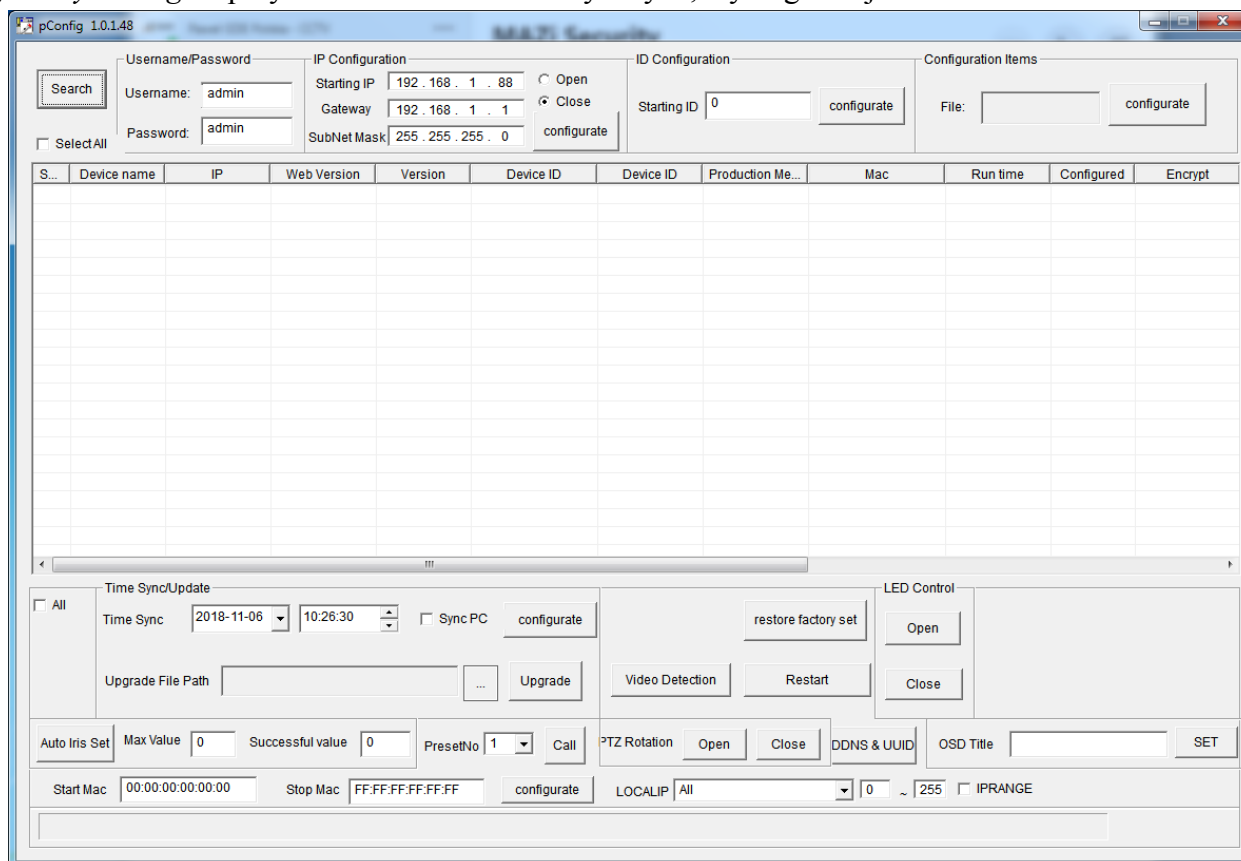 pConfig 1.0.1.48
MAZi Security
Username/Password
IP Configuration
ID Configuration
Configuration Items
Search
Username: admin
Starting IP 192 . 168 . 1 . 88
Open
Close
Gateway 192 . 168 . 1 . 1
Starting ID 0
configurate
File:
configurate
Password: admin
SubNet Mask 255 . 255 . 255 . 0
configurate
SelectAll
S... Device name IP Web Version Version Device ID Device ID Production Me... Mac Run time Configured Encrypt
Time Sync/Update
LED Control
All
Time Sync 2018-11-06 10:26:30 Sync PC configurate
restore factory set
Open
Upgrade File Path ... Upgrade
Video Detection Restart
Close
Auto Iris Set Max Value 0 Successful value 0 PresetNo 1 Call PTZ Rotation Open Close DDNS & UUID OSD Title SET
Start Mac 00:00:00:00:00:00 Stop Mac FF:FF:FF:FF:FF:FF configurate LOCALIP All 0 ~ 255 IPRANGE